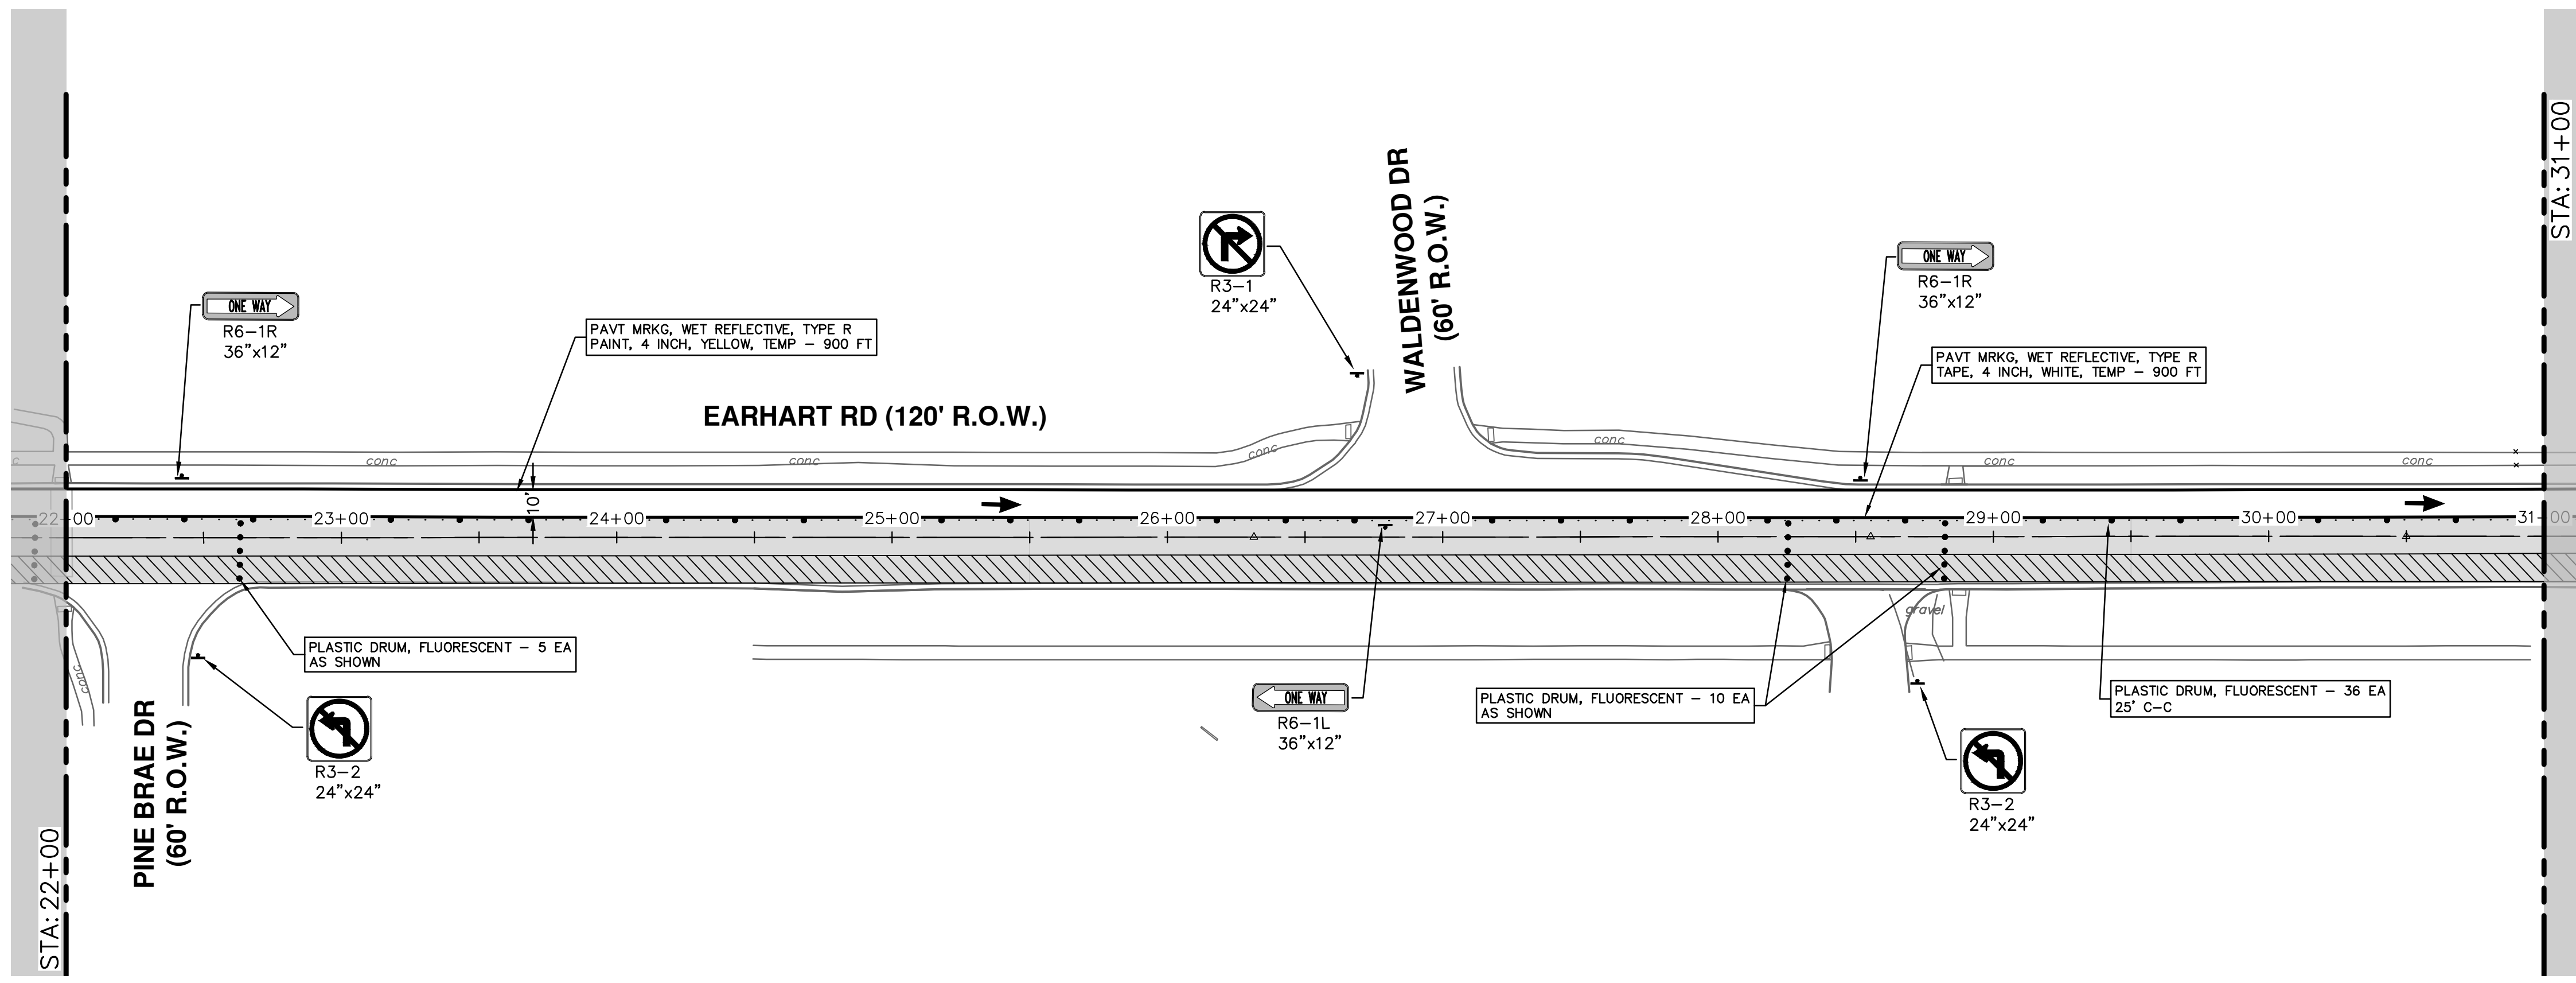 STA: 22+00
STA: 31+00
ONE WAY
R6-1R
36"x12"
PAVT MRKG, WET REFLECTIVE, TYPE R
PAINT, 4 INCH, YELLOW, TEMP - 900 FT
EARHART RD (120' R.O.W.)
R3-1
24"x24"
WALDENWOOD DR
(60' R.O.W.)
ONE WAY
R6-1R
36"x12"
PAVT MRKG, WET REFLECTIVE, TYPE R
TAPE, 4 INCH, WHITE, TEMP - 900 FT
c
conc
conc
conc
conc
conc
conc
10'
22+00
23+00
24+00
25+00
26+00
27+00
28+00
29+00
30+00
31+00
gravel
conc
PLASTIC DRUM, FLUORESCENT - 5 EA
AS SHOWN
PINE BRAE DR
(60' R.O.W.)
R3-2
24"x24"
ONE WAY
R6-1L
36"x12"
PLASTIC DRUM, FLUORESCENT - 10 EA
AS SHOWN
PLASTIC DRUM, FLUORESCENT - 36 EA
25' C-C
R3-2
24"x24"